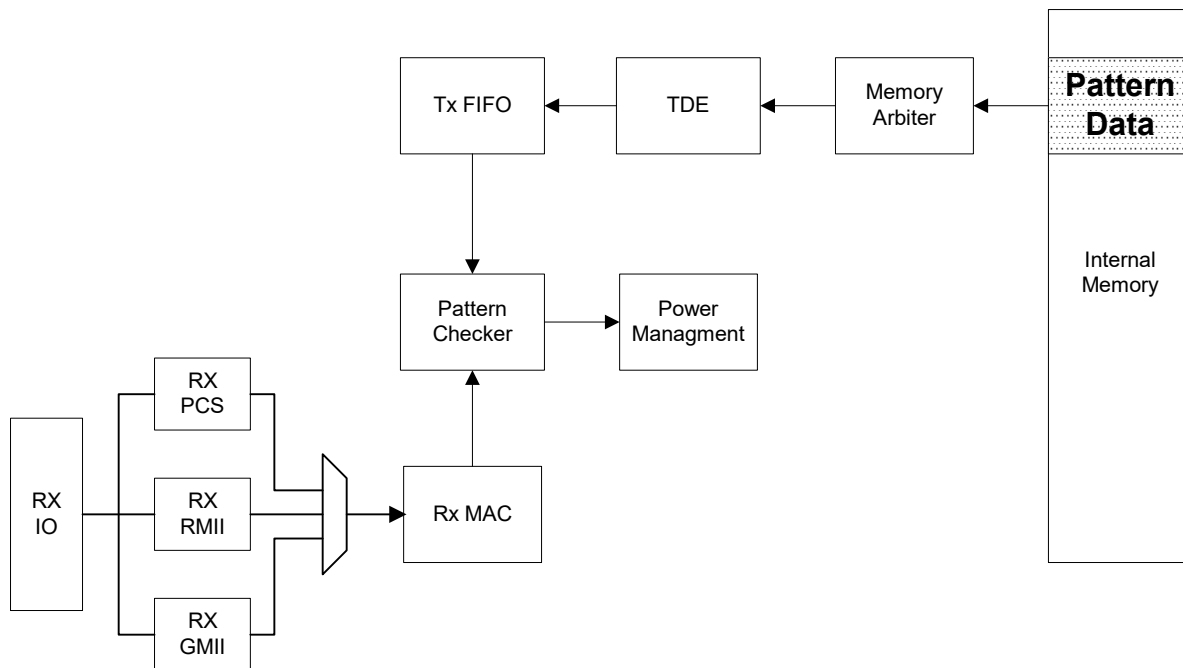 Tx FIFO
TDE
Memory
Arbiter
Pattern
Data
Internal
Memory
Pattern
Checker
Power
Managment
RX
PCS
RX
IO
RX
RMII
Rx MAC
RX
GMII